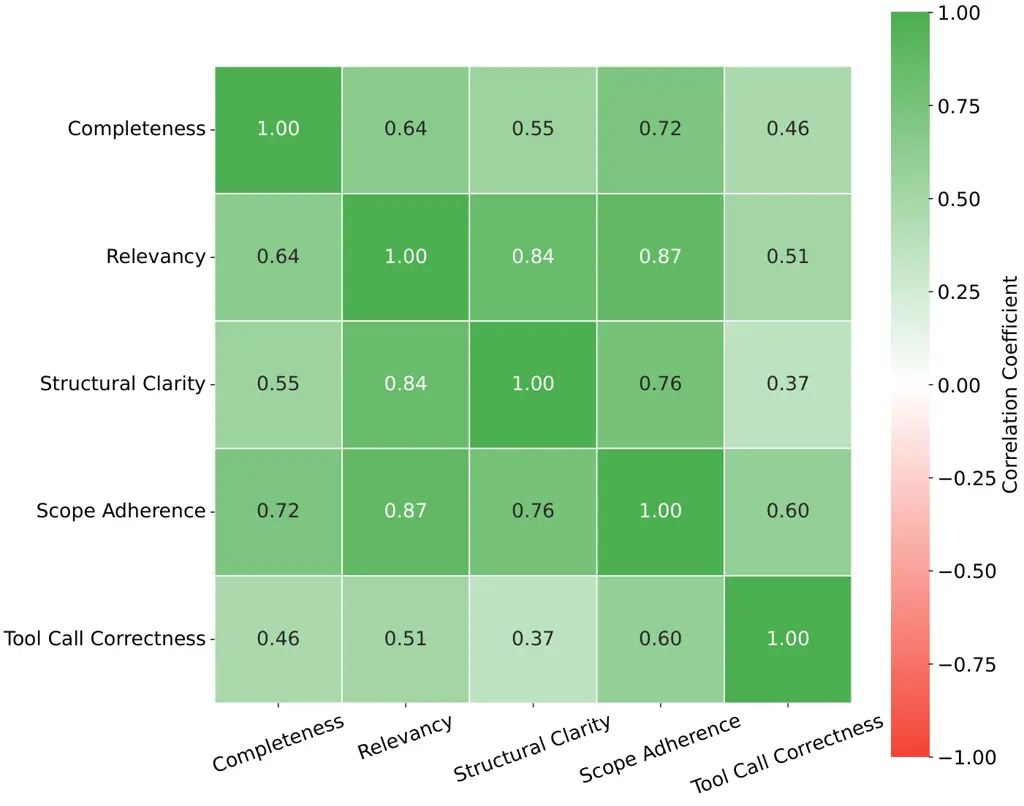 Completeness 1.00 0.64 0.55 0.72 0.46
Relevancy 0.64 1.00 0.84 0.87 0.51
Structural Clarity 0.55 0.84 1.00 0.76 0.37
Scope Adherence 0.72 0.87 0.76 1.00 0.60
Tool Call Correctness 0.46 0.51 0.37 0.60 1.00
Completeness Relevancy Structural Clarity Scope Adherence Tool Call Correctness
1.00
0.75
0.50
0.25
0.00
−0.25
−0.50
−0.75
−1.00
Correlation Coefficient